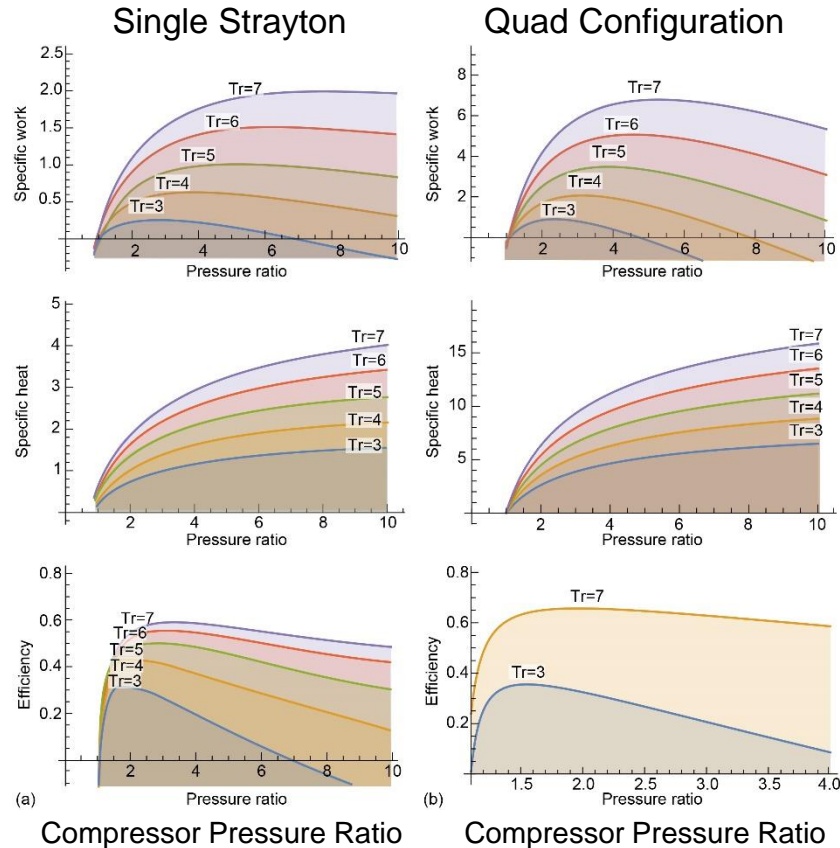 Single Strayton
Quad Configuration
2.5
2.0
1.5
1.0
0.5
Specific work
Tr=7
Tr=6
Tr=5
Tr=4
Tr=3
2 4 6 8 10
Pressure ratio
8
6
4
2
Specific work
Tr=7
Tr=6
Tr=5
Tr=4
Tr=3
2 4 6 8 10
Pressure ratio
5
4
3
2
1
Specific heat
Tr=7
Tr=6
Tr=5
Tr=4
Tr=3
2 4 6 8 10
Pressure ratio
15
10
5
Specific heat
Tr=7
Tr=6
Tr=5
Tr=4
Tr=3
2 4 6 8 10
Pressure ratio
0.8
0.6
0.4
0.2
Efficiency
Tr=7
Tr=6
Tr=5
Tr=4
Tr=3
2 4 6 8 10
(a) Pressure ratio
0.8
0.6
0.4
0.2
Efficiency
Tr=7
Tr=3
1.5 2.0 2.5 3.0 3.5 4.0
(b) Pressure ratio
Compressor Pressure Ratio
Compressor Pressure Ratio